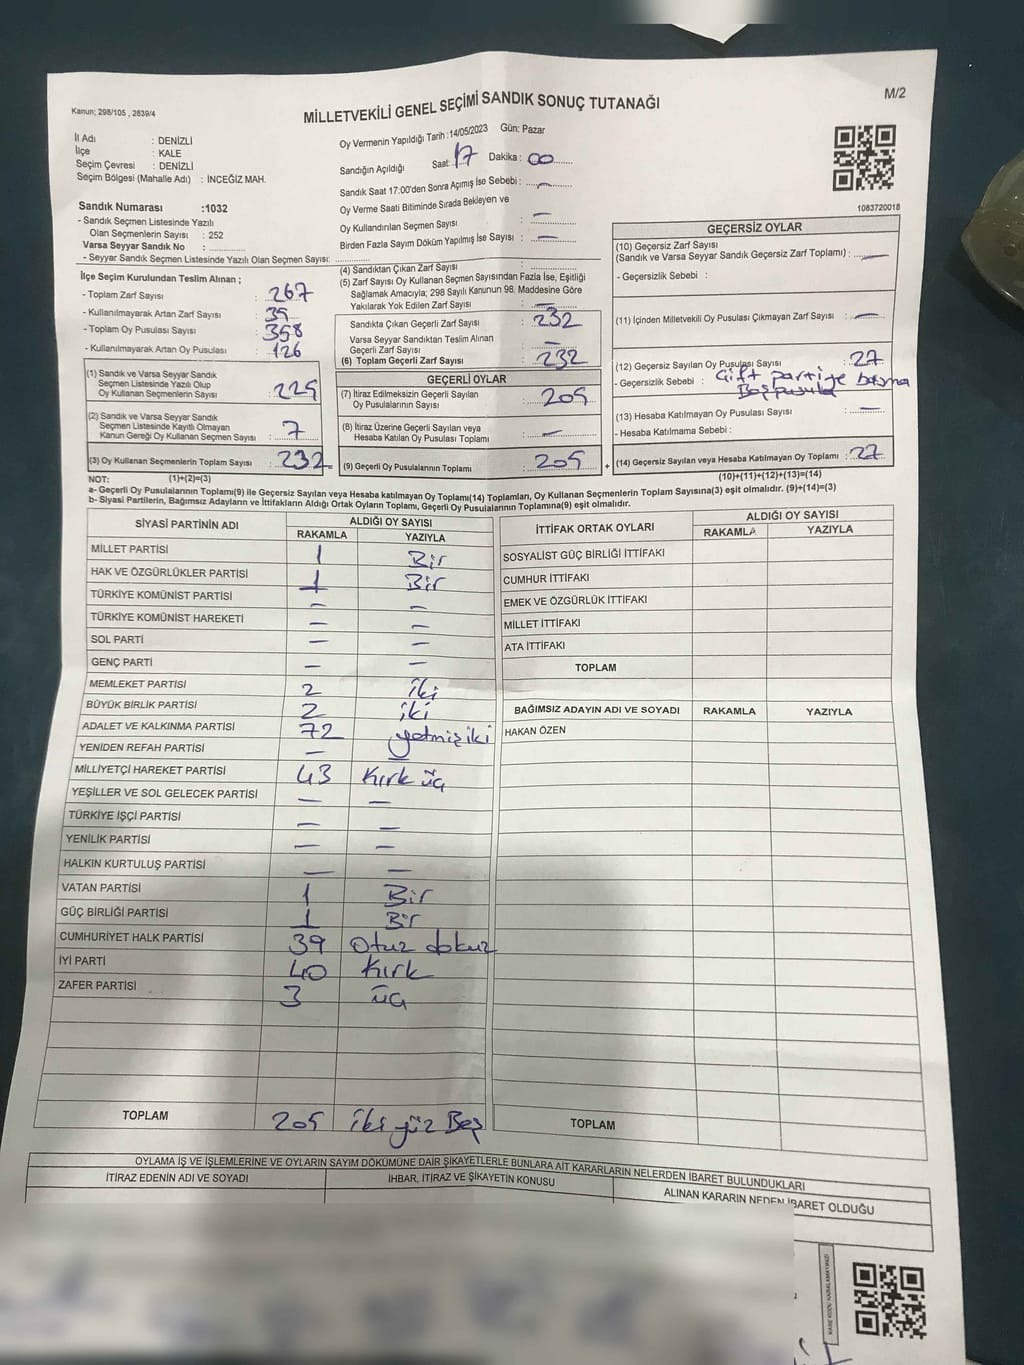 M/2
Kanun; 298/105 , 2839/4
MİLLETVEKİLİ GENEL SEÇİMİ SANDIK SONUÇ TUTANAĞI
İl Adı : DENİZLİ
İlçe : KALE
Seçim Çevresi : DENİZLİ
Seçim Bölgesi (Mahalle Adı) : İNCEĞİZ MAH.
Sandık Numarası :1032
- Sandık Seçmen Listesinde Yazılı
Olan Seçmenlerin Sayısı : 252
Varsa Seyyar Sandık No :
- Seyyar Sandık Seçmen Listesinde Yazılı Olan Seçmen Sayısı:
Oy Vermenin Yapıldığı Tarih :14/05/2023 Gün: Pazar
Sandığın Açıldığı Saat: 17 Dakika : 00
Sandık Saat 17:00'den Sonra Açımış İse Sebebi : —
Oy Verme Saati Bitiminde Sırada Bekleyen ve
Oy Kullandırılan Seçmen Sayısı : —
Birden Fazla Sayım Döküm Yapılmış İse Sayısı : —
1083720018
İlçe Seçim Kurulundan Teslim Alınan ;
- Toplam Zarf Sayısı : 267
- Kullanılmayarak Artan Zarf Sayısı : 35
- Toplam Oy Pusulası Sayısı : 358
- Kullanılmayarak Artan Oy Pusulası : 126
(1) Sandık ve Varsa Seyyar Sandık
Seçmen Listesinde Yazılı Olup
Oy Kullanan Seçmenlerin Sayısı : 225
(2) Sandık ve Varsa Seyyar Sandık
Seçmen Listesinde Kayıtlı Olmayan
Kanun Gereği Oy Kullanan Seçmen Sayısı : 7
(3) Oy Kullanan Seçmenlerin Toplam Sayısı : 232
(4) Sandıktan Çıkan Zarf Sayısı :
(5) Zarf Sayısı Oy Kullanan Seçmen Sayısından Fazla İse, Eşitliği
Sağlamak Amacıyla; 298 Sayılı Kanunun 98. Maddesine Göre
Yakılarak Yok Edilen Zarf Sayısı : —
Sandıkta Çıkan Geçerli Zarf Sayısı : 232
Varsa Seyyar Sandıktan Teslim Alınan
Geçerli Zarf Sayısı : —
(6) Toplam Geçerli Zarf Sayısı : 232
GEÇERLİ OYLAR
(7) İtiraz Edilmeksizin Geçerli Sayılan
Oy Pusulalarının Sayısı : 205
(8) İtiraz Üzerine Geçerli Sayılan veya
Hesaba Katılan Oy Pusulası Toplamı : —
= (9) Geçerli Oy Pusulalarının Toplamı : 205 +
GEÇERSİZ OYLAR
(10) Geçersiz Zarf Sayısı
(Sandık ve Varsa Seyyar Sandık Geçersiz Zarf Toplamı) : —
- Geçersizlik Sebebi :
(11) İçinden Milletvekili Oy Pusulası Çıkmayan Zarf Sayısı : —
(12) Geçersiz Sayılan Oy Pusulası Sayısı : 27
- Geçersizlik Sebebi : Çift partiye basma
Boş pusula
(13) Hesaba Katılmayan Oy Pusulası Sayısı : —
- Hesaba Katılmama Sebebi :
(14) Geçersiz Sayılan veya Hesaba Katılmayan Oy Toplamı : 27
NOT: (1)+(2)=(3) (10)+(11)+(12)+(13)=(14)
a- Geçerli Oy Pusulalarının Toplamı(9) ile Geçersiz Sayılan veya Hesaba katılmayan Oy Toplamı(14) Toplamları, Oy Kullanan Seçmenlerin Toplam Sayısına(3) eşit olmalıdır. (9)+(14)=(3)
b- Siyasi Partilerin, Bağımsız Adayların ve İttifakların Aldığı Ortak Oyların Toplamı, Geçerli Oy Pusulalarının Toplamına(9) eşit olmalıdır.
SİYASİ PARTİNİN ADI ALDIĞI OY SAYISI
RAKAMLA YAZIYLA
MİLLET PARTİSİ 1 Bir
HAK VE ÖZGÜRLÜKLER PARTİSİ 1 Bir
TÜRKİYE KOMÜNİST PARTİSİ — —
TÜRKİYE KOMÜNİST HAREKETİ — —
SOL PARTİ — —
GENÇ PARTİ — —
MEMLEKET PARTİSİ 2 iki
BÜYÜK BİRLİK PARTİSİ 2 iki
ADALET VE KALKINMA PARTİSİ 72 yetmiş iki
YENİDEN REFAH PARTİSİ — —
MİLLİYETÇİ HAREKET PARTİSİ 43 Kırk üç
YEŞİLLER VE SOL GELECEK PARTİSİ — —
TÜRKİYE İŞÇİ PARTİSİ — —
YENİLİK PARTİSİ — —
HALKIN KURTULUŞ PARTİSİ — —
VATAN PARTİSİ 1 Bir
GÜÇ BİRLİĞİ PARTİSİ 1 Bir
CUMHURİYET HALK PARTİSİ 39 Otuz dokuz
İYİ PARTİ 40 Kırk
ZAFER PARTİSİ 3 üç
TOPLAM 205 iki yüz Beş
İTTİFAK ORTAK OYLARI ALDIĞI OY SAYISI
RAKAMLA YAZIYLA
SOSYALİST GÜÇ BİRLİĞİ İTTİFAKI
CUMHUR İTTİFAKI
EMEK VE ÖZGÜRLÜK İTTİFAKI
MİLLET İTTİFAKI
ATA İTTİFAKI
TOPLAM
BAĞIMSIZ ADAYIN ADI VE SOYADI RAKAMLA YAZIYLA
HAKAN ÖZEN
TOPLAM
OYLAMA İŞ VE İŞLEMLERİNE VE OYLARIN SAYIM DÖKÜMÜNE DAİR ŞİKAYETLERLE BUNLARA AİT KARARLARIN NELERDEN İBARET BULUNDUKLARI
İTİRAZ EDENİN ADI VE SOYADI İHBAR, İTİRAZ VE ŞİKAYETİN KONUSU ALINAN KARARIN NEDEN İBARET OLDUĞU
KARE KODU KARALAMAYINIZ!